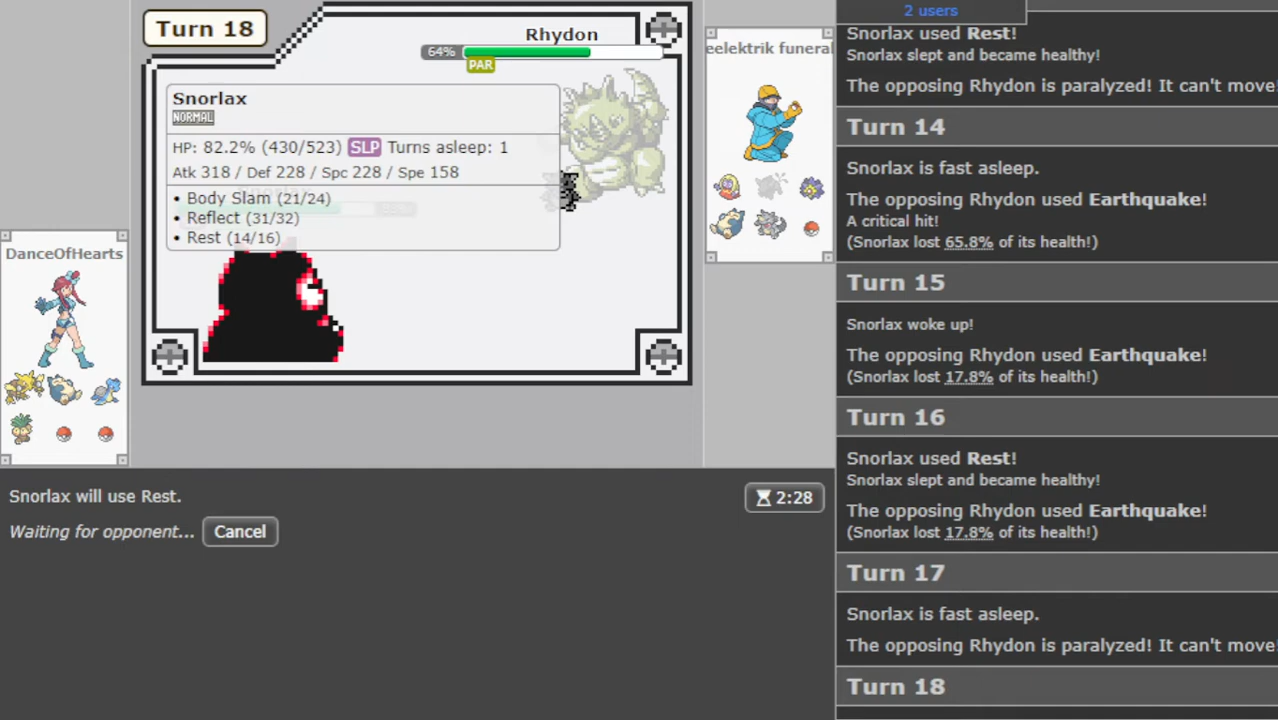 Turn 18
Rhydon
64%
PAR
Snorlax
NORMAL
HP: 82.2% (430/523) SLP Turns asleep: 1
Atk 318 / Def 228 / Spc 228 / Spe 158
• Body Slam (21/24)
• Reflect (31/32)
• Rest (14/16)
DanceOfHearts
eelektrik funeral
Snorlax will use Rest.
Waiting for opponent... Cancel
2:28
2 users
Snorlax used Rest!
Snorlax slept and became healthy!
The opposing Rhydon is paralyzed! It can't move!
Turn 14
Snorlax is fast asleep.
The opposing Rhydon used Earthquake!
A critical hit!
(Snorlax lost 65.8% of its health!)
Turn 15
Snorlax woke up!
The opposing Rhydon used Earthquake!
(Snorlax lost 17.8% of its health!)
Turn 16
Snorlax used Rest!
Snorlax slept and became healthy!
The opposing Rhydon used Earthquake!
(Snorlax lost 17.8% of its health!)
Turn 17
Snorlax is fast asleep.
The opposing Rhydon is paralyzed! It can't move
Turn 18